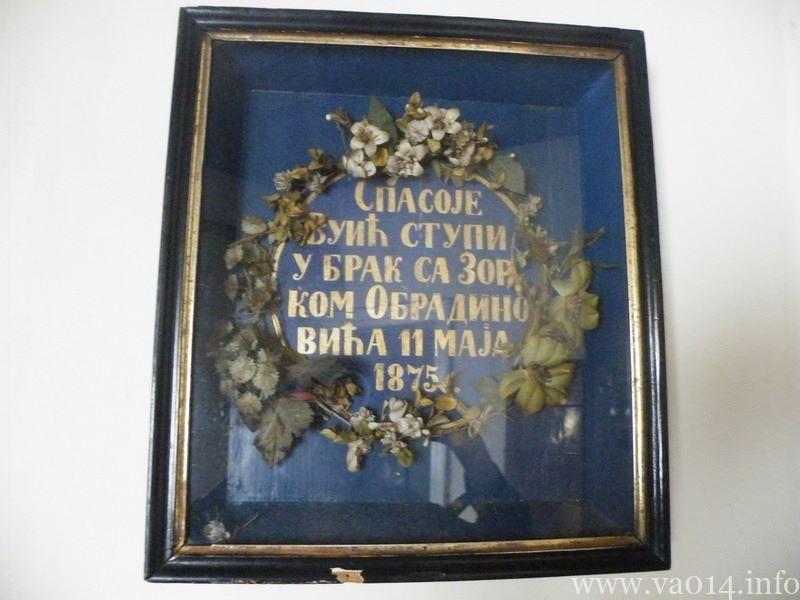 Спасоје
Вуић ступи
у брак са Зор
ком Обрадино
вића 11 маја
1875.
www.va014.info